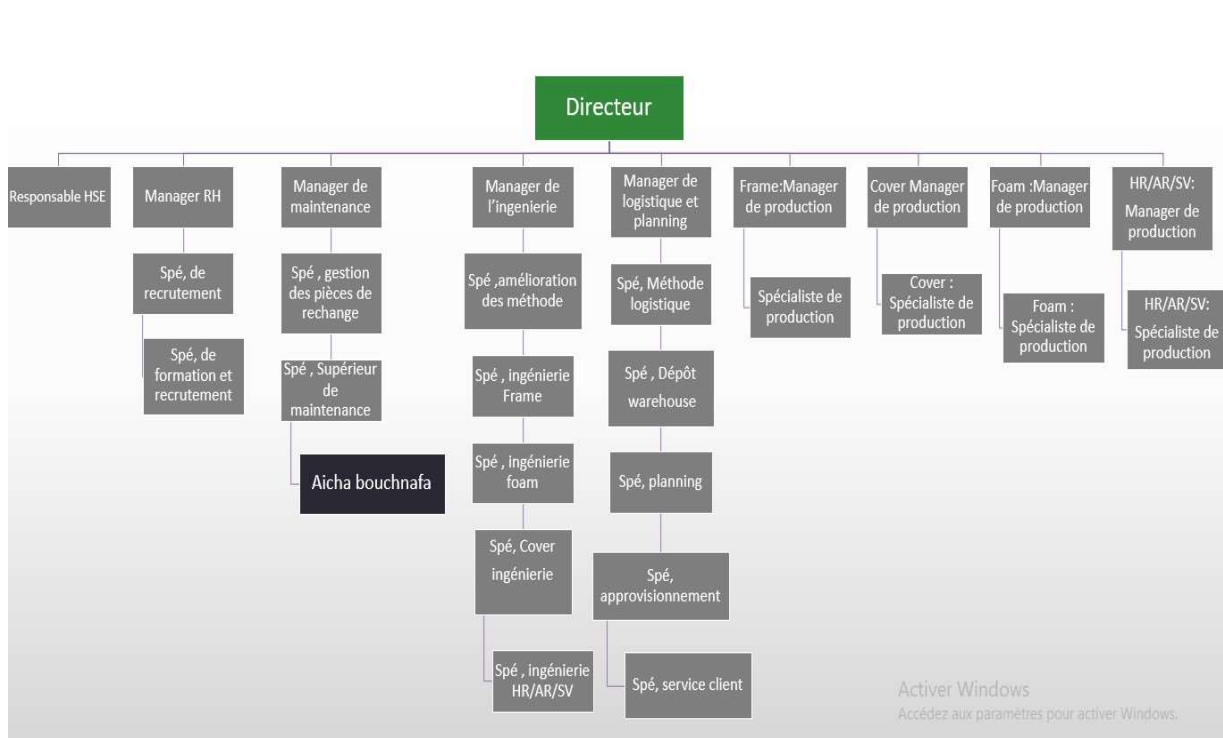 Directeur
Responsable HSE
Manager RH
Spé, de
recrutement
Spé, de
formation et
recrutement
Manager de
maintenance
Spé , gestion
des pièces de
rechange
Spé , Supérieur
de
maintenance
Aicha bouchnafa
Manager de
l'ingenierie
Spé ,amélioration
des méthode
Spé , ingénierie
Frame
Spé , ingénierie
foam
Spé, Cover
ingénierie
Spé , ingénierie
HR/AR/SV
Manager de
logistique et
planning
Spé, Méthode
logistique
Spé , Dépôt
warehouse
Spé, planning
Spé,
approvisionnement
Spé, service client
Frame:Manager
de production
Spécialiste de
production
Cover Manager
de production
Cover :
Spécialiste de
production
Foam :Manager
de production
Foam :
Spécialiste de
production
HR/AR/SV:
Manager de
production
HR/AR/SV:
Spécialiste de
production
Activer Windows
Accédez aux paramètres pour activer Windows.